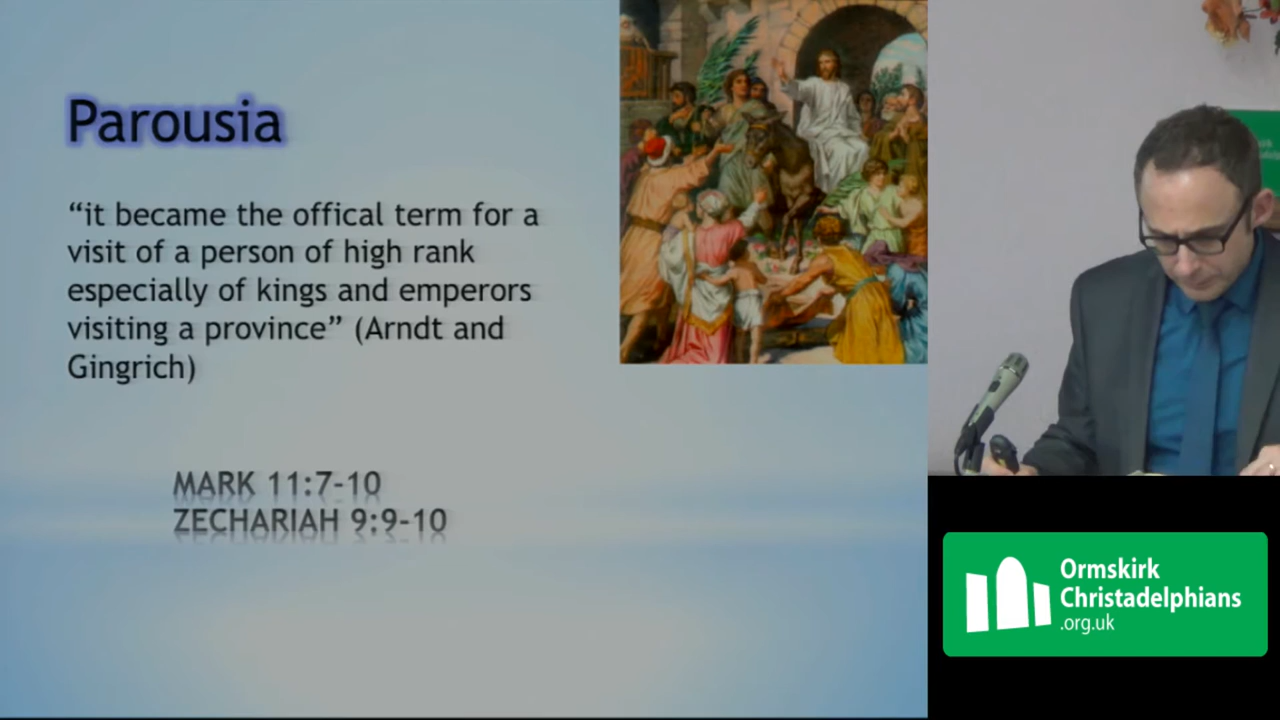 Parousia
“it became the offical term for a
visit of a person of high rank
especially of kings and emperors
visiting a province” (Arndt and
Gingrich)
MARK 11:7-10
ZECHARIAH 9:9-10
Ormskirk
Christadelphians
.org.uk